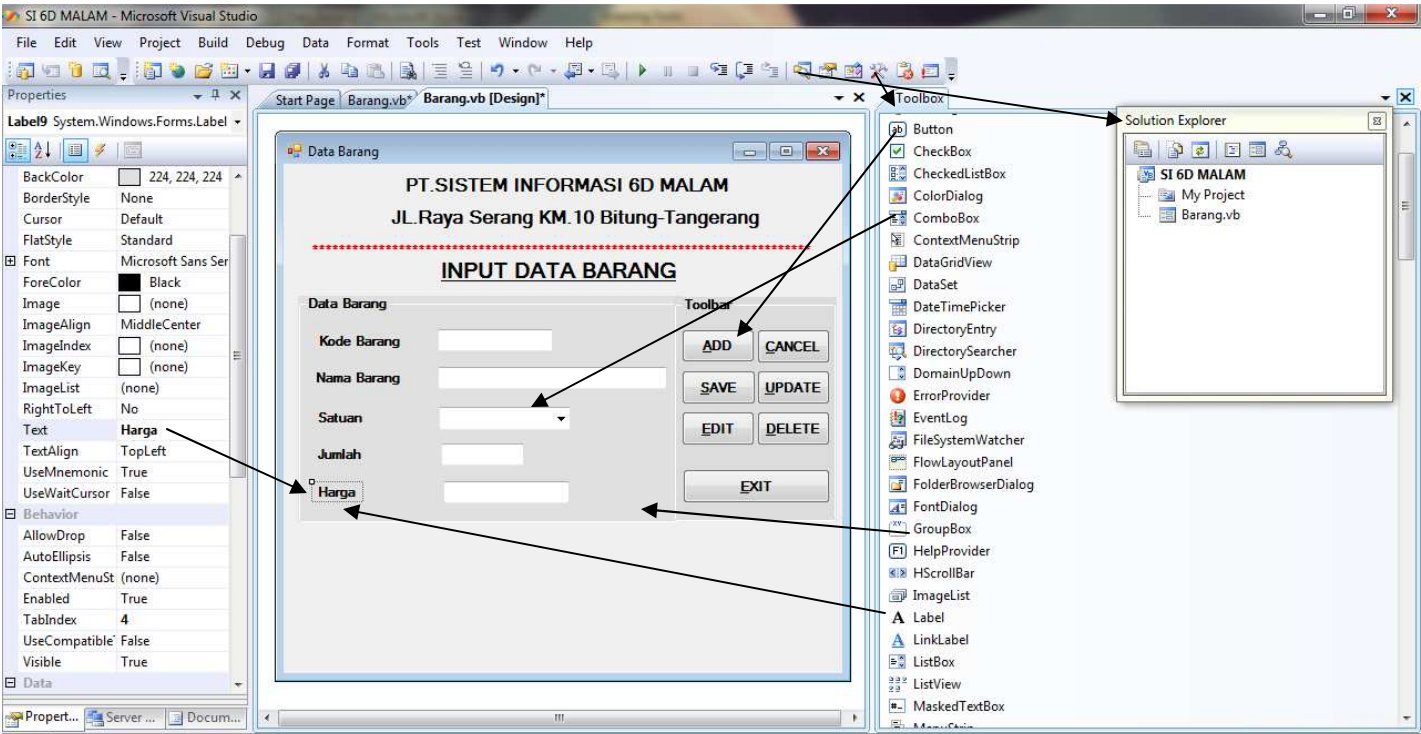 SI 6D MALAM - Microsoft Visual Studio
File Edit View Project Build Debug Data Format Tools Test Window Help
Properties
Label9 System.Windows.Forms.Label
BackColor 224, 224, 224
BorderStyle None
Cursor Default
FlatStyle Standard
Font Microsoft Sans Ser
ForeColor Black
Image (none)
ImageAlign MiddleCenter
ImageIndex (none)
ImageKey (none)
ImageList (none)
RightToLeft No
Text Harga
TextAlign TopLeft
UseMnemonic True
UseWaitCursor False
Behavior
AllowDrop False
AutoEllipsis False
ContextMenuSt (none)
Enabled True
TabIndex 4
UseCompatible False
Visible True
Data
Propert... Server ... Docum...
Start Page Barang.vb* Barang.vb [Design]*
Data Barang
PT.SISTEM INFORMASI 6D MALAM
JL.Raya Serang KM.10 Bitung-Tangerang
INPUT DATA BARANG
Data Barang
Kode Barang
Nama Barang
Satuan
Jumlah
Harga
Toolbar
ADD CANCEL
SAVE UPDATE
EDIT DELETE
EXIT
Toolbox
Button
CheckBox
CheckedListBox
ColorDialog
ComboBox
ContextMenuStrip
DataGridView
DataSet
DateTimePicker
DirectoryEntry
DirectorySearcher
DomainUpDown
ErrorProvider
EventLog
FileSystemWatcher
FlowLayoutPanel
FolderBrowserDialog
FontDialog
GroupBox
HelpProvider
HScrollBar
ImageList
Label
LinkLabel
ListBox
ListView
MaskedTextBox
MenuStrip
Solution Explorer
SI 6D MALAM
My Project
Barang.vb